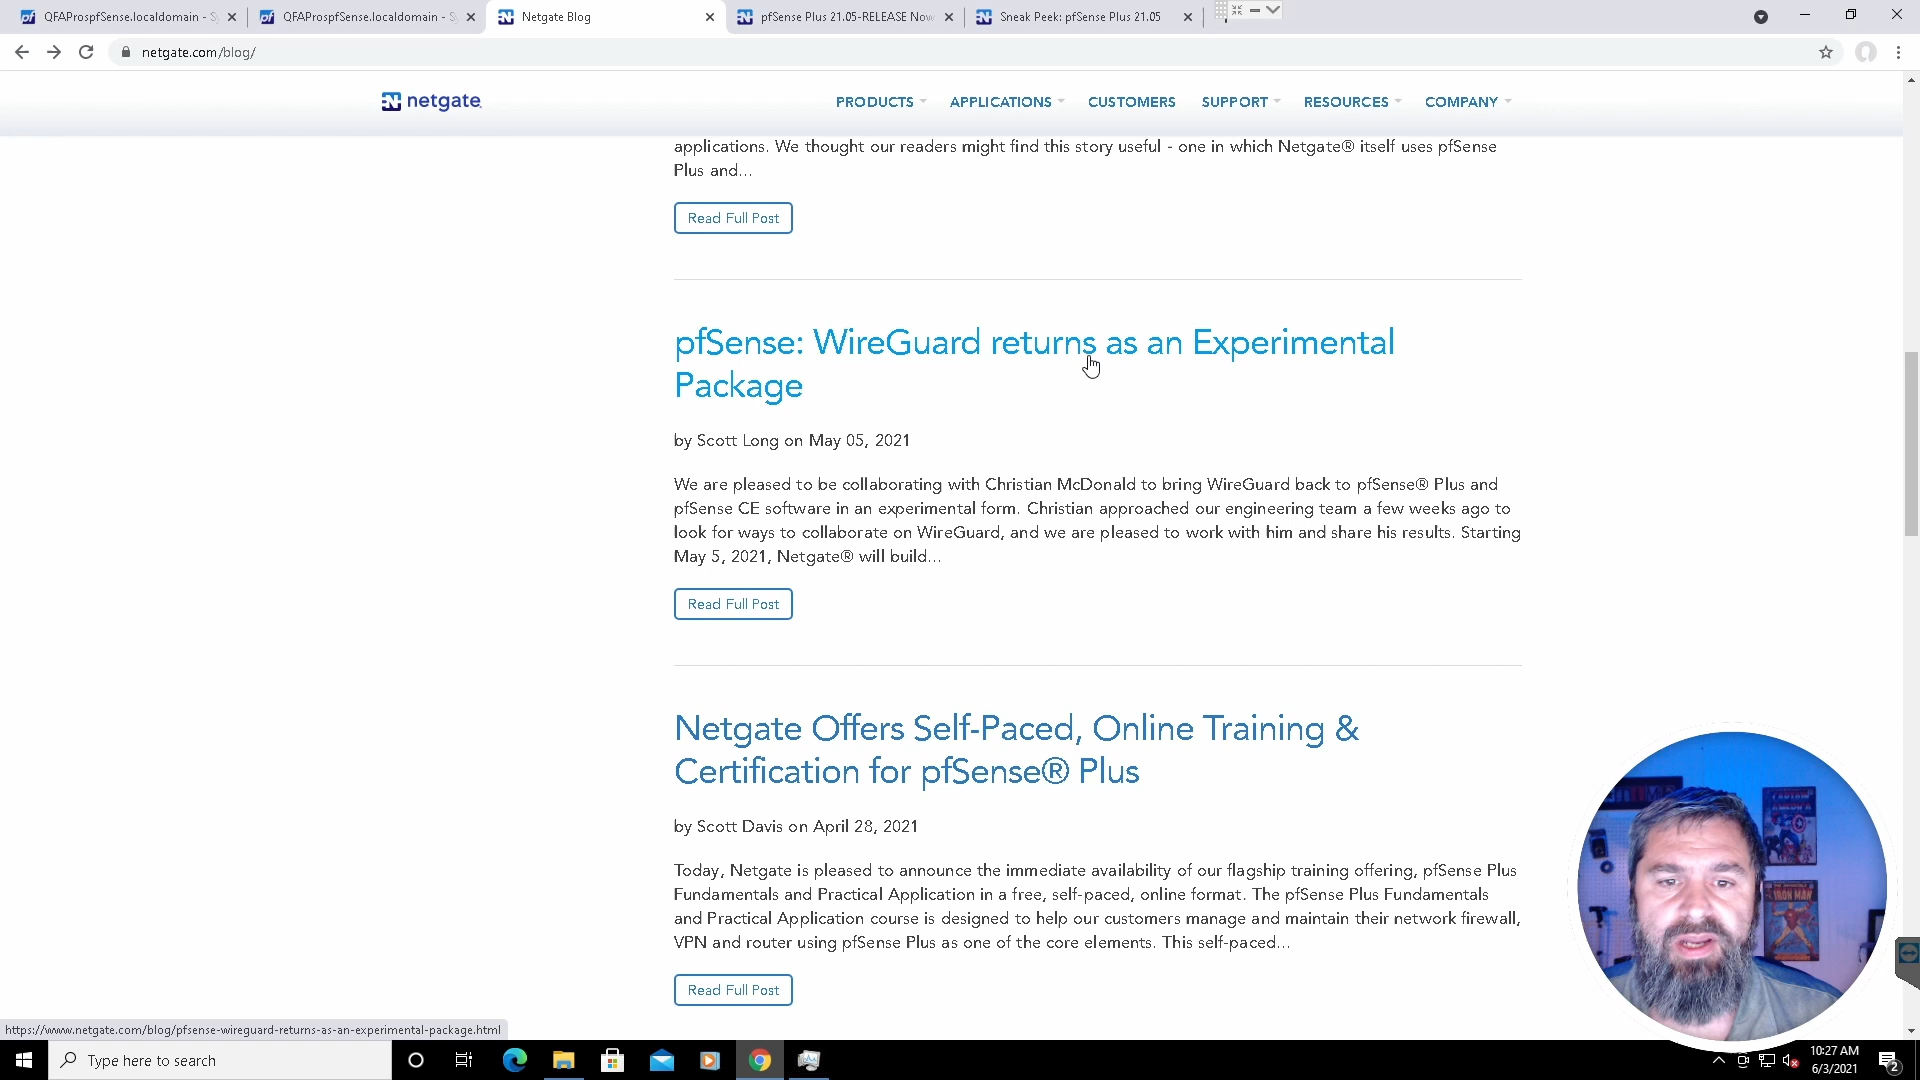 QFAProspfSense.localdomain - S
QFAProspfSense.localdomain - S
Netgate Blog
pfSense Plus 21.05-RELEASE Now
Sneak Peek: pfSense Plus 21.05
netgate.com/blog/
netgate
PRODUCTS
APPLICATIONS
CUSTOMERS
SUPPORT
RESOURCES
COMPANY
applications. We thought our readers might find this story useful - one in which Netgate® itself uses pfSense
Plus and...
Read Full Post
pfSense: WireGuard returns as an Experimental
Package
by Scott Long on May 05, 2021
We are pleased to be collaborating with Christian McDonald to bring WireGuard back to pfSense® Plus and
pfSense CE software in an experimental form. Christian approached our engineering team a few weeks ago to
look for ways to collaborate on WireGuard, and we are pleased to work with him and share his results. Starting
May 5, 2021, Netgate® will build...
Read Full Post
Netgate Offers Self-Paced, Online Training &
Certification for pfSense® Plus
by Scott Davis on April 28, 2021
Today, Netgate is pleased to announce the immediate availability of our flagship training offering, pfSense Plus
Fundamentals and Practical Application in a free, self-paced, online format. The pfSense Plus Fundamentals
and Practical Application course is designed to help our customers manage and maintain their network firewall,
VPN and router using pfSense Plus as one of the core elements. This self-paced...
Read Full Post
https://www.netgate.com/blog/pfsense-wireguard-returns-as-an-experimental-package.html
Type here to search
10:27 AM
6/3/2021
2